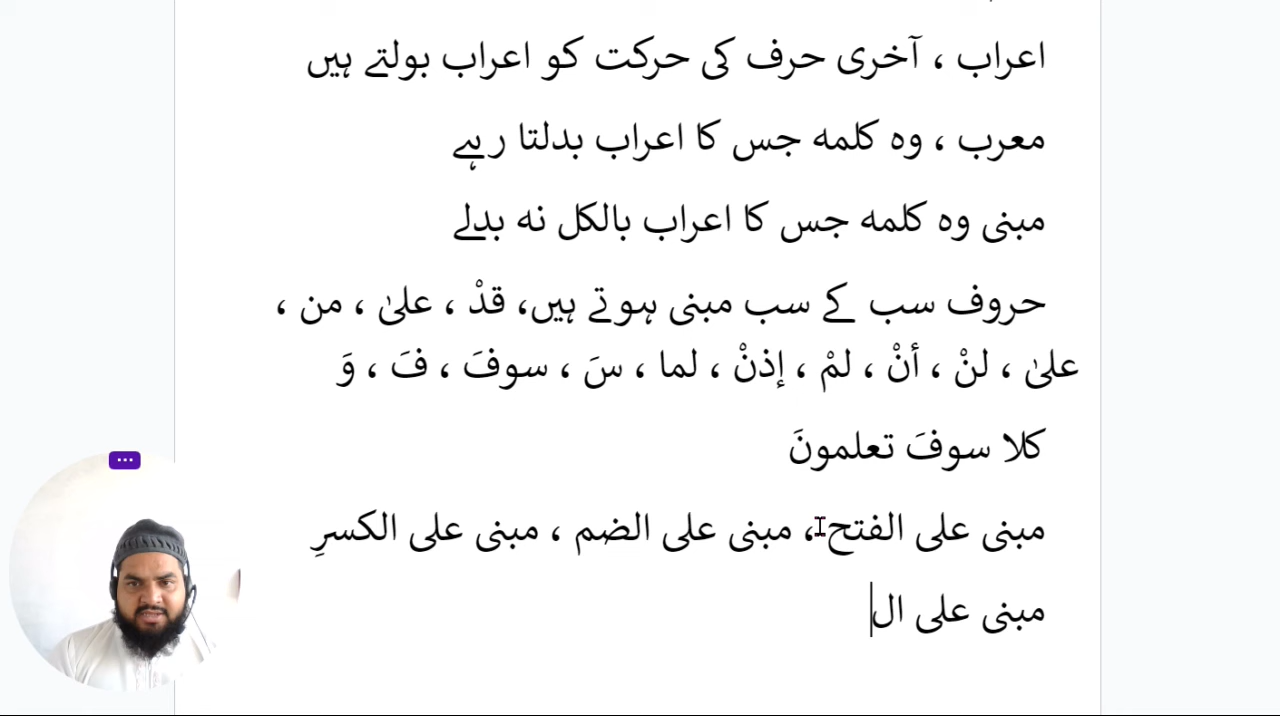 اعراب ، آخری حرف کی حرکت کو اعراب بولتے ہیں
معرب ، وہ کلمہ جس کا اعراب بدلتا رہے
مبنی وہ کلمہ جس کا اعراب بالکل نہ بدلے
حروف سب کے سب مبنی ہوتے ہیں، قدْ ، علیٰ ، من ،
علیٰ ، لنْ ، أنْ ، لمْ ، إذنْ ، لما ، سَ ، سوفَ ، فَ ، وَ
کلا سوفَ تعلمونَ
مبنی علی الفتح ، مبنی علی الضم ، مبنی علی الکسرِ
مبنی علی ال